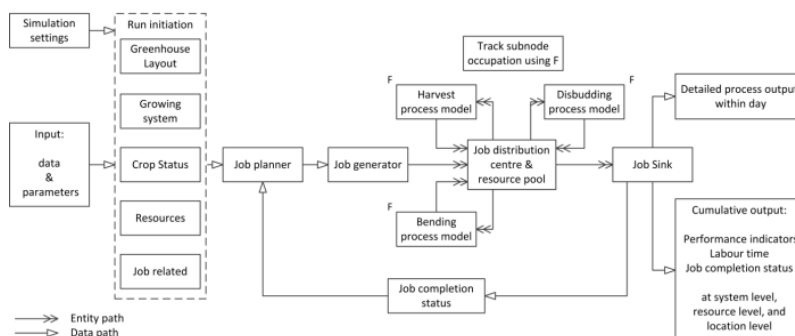 Simulation
settings
Run initiation
Greenhouse
Layout
Growing
system
Crop Status
Resources
Job related
Input:
data
&
parameters
Job planner
Job generator
Track subnode
occupation using F
F
Harvest
process model
F
Disbudding
process model
Job distribution
centre &
resource pool
F
Bending
process model
Job Sink
Detailed process output
within day
Cumulative output:
Performance indicators
Labour time
Job completion status
at system level,
resource level, and
location level
Job completion
status
Entity path
Data path